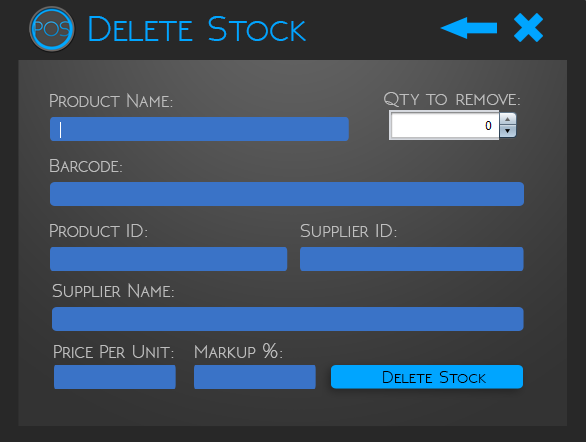 POS Delete Stock
Product Name:
Qty to remove:
0
Barcode:
Product ID: Supplier ID:
Supplier Name:
Price Per Unit: Markup %:
Delete Stock